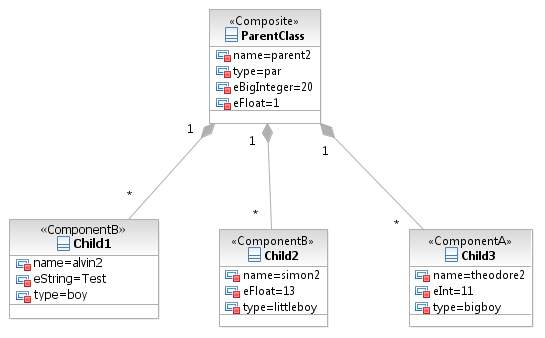 «Composite»
ParentClass
name=parent2
type=par
eBigInteger=20
eFloat=1
1
1
1
*
*
*
«ComponentB»
Child1
name=alvin2
eString=Test
type=boy
«ComponentB»
Child2
name=simon2
eFloat=13
type=littleboy
«ComponentA»
Child3
name=theodore2
eInt=11
type=bigboy